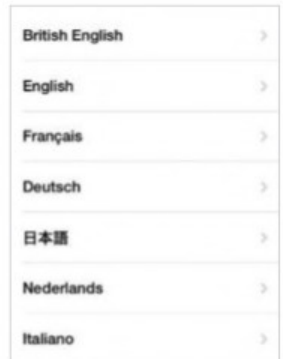 British English
English
Français
Deutsch
日本語
Nederlands
Italiano